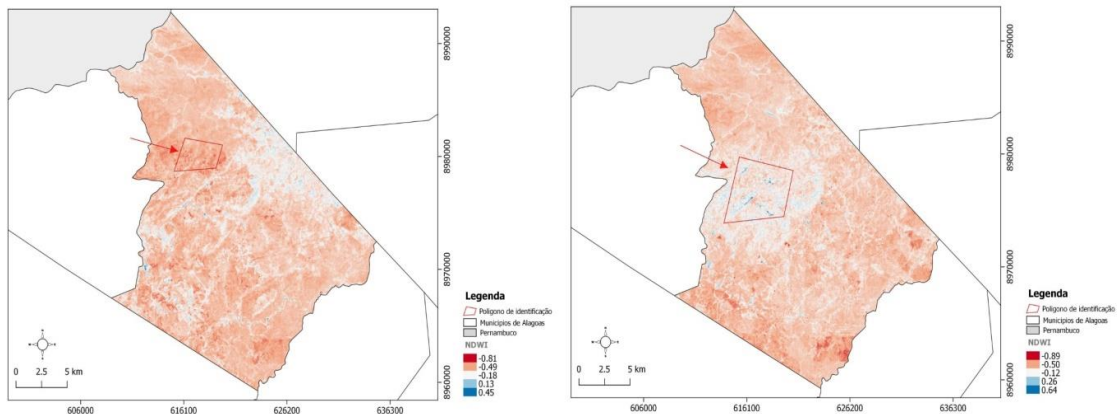 8990000
8980000
8970000
8960000
Legenda
Polígono de identificação
Municípios de Alagoas
Pernambuco
NDWI
-0.81
-0.49
-0.18
0.13
0.45
0 2.5 5 km
606000 616100 626200 636300
8990000
8980000
8970000
8960000
Legenda
Polígono de identificação
Municípios de Alagoas
Pernambuco
NDWI
-0.89
-0.50
-0.12
0.26
0.64
0 2.5 5 km
606000 616100 626200 636300